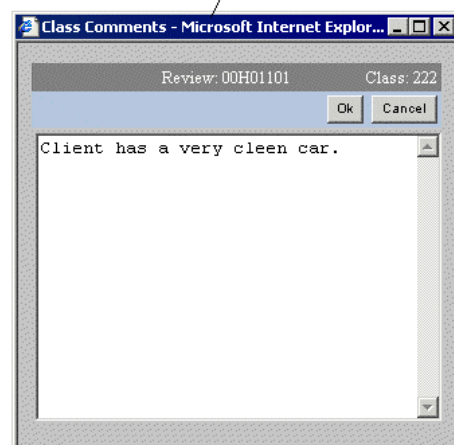 Class Comments - Microsoft Internet Explor...
Review: 00H01101 Class: 222
Ok Cancel
Client has a very cleen car.